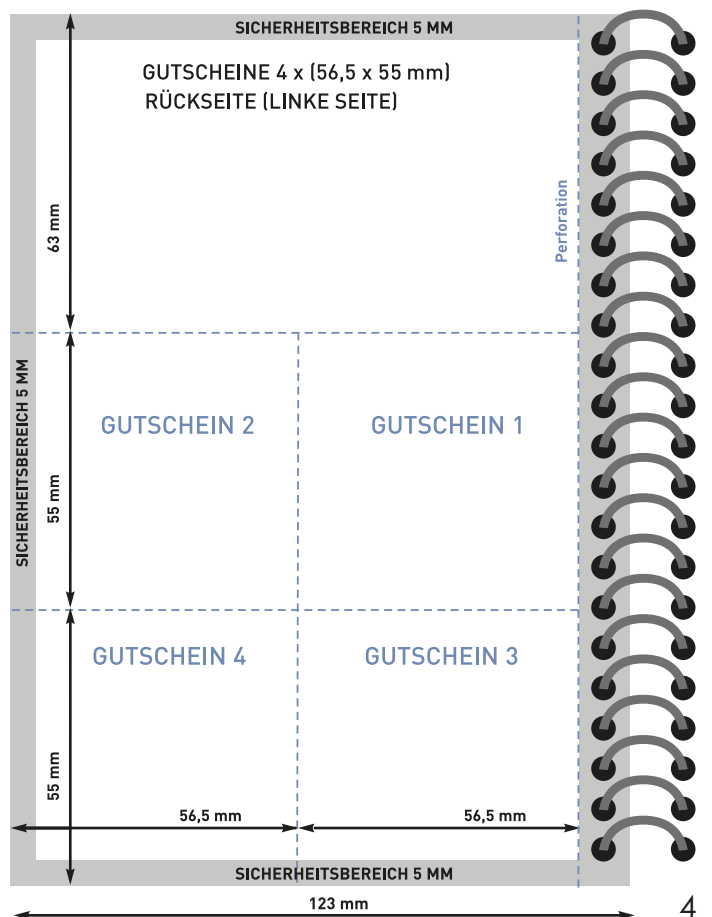 SICHERHEITSBEREICH 5 MM
GUTSCHEINE 4 x (56,5 x 55 mm)
RÜCKSEITE (LINKE SEITE)
63 mm
Perforation
SICHERHEITSBEREICH 5 MM
GUTSCHEIN 2
GUTSCHEIN 1
55 mm
GUTSCHEIN 4
GUTSCHEIN 3
55 mm
56,5 mm
56,5 mm
SICHERHEITSBEREICH 5 MM
123 mm
4